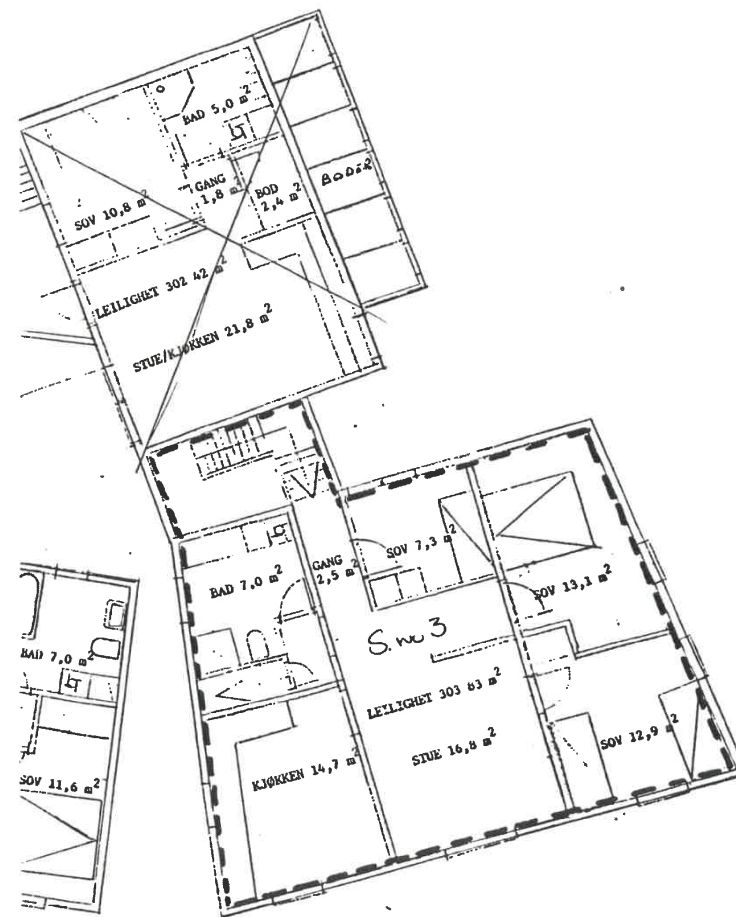 BAD 5,0 m²
GANG
1,8 m²
BOD
2,4 m²
BODER
SOV 10,8 m²
LEILIGHET 302 42 m²
STUE/KJØKKEN 21,8 m²
SOV 7,3 m²
GANG
2,5 m²
BAD 7,0 m²
SOV 13,1 m²
S. nr 3
BAD 7,0 m²
LEILIGHET 303 83 m²
STUE 16,8 m²
SOV 12,9 m²
KJØKKEN 14,7 m²
SOV 11,6 m²